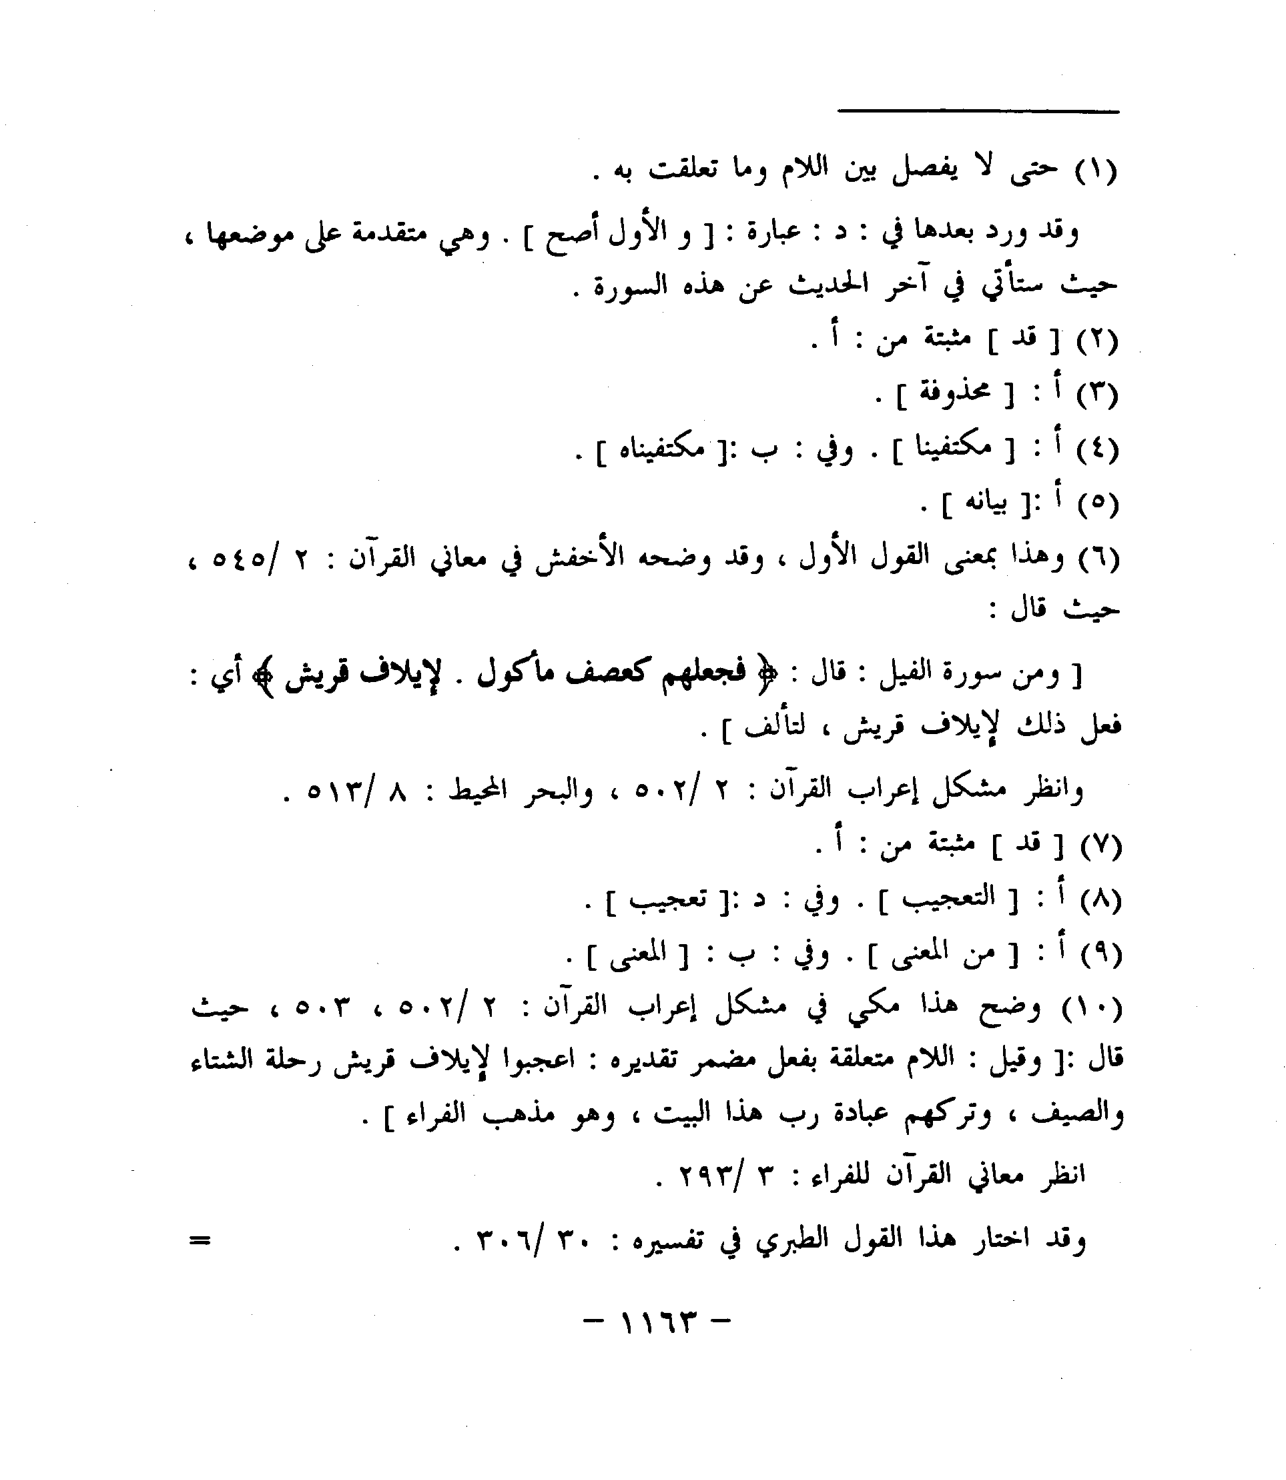 (١) حتى لا يفصل بين اللام وما تعلقت به .
وقد ورد بعدها في : د : عبارة : [ و الأول أصح ] . وهي متقدمة على موضعها ،
حيث ستأتي في آخر الحديث عن هذه السورة .
(٢) [ قد ] مثبتة من : أ .
(٣) أ : [ محذوفة ] .
(٤) أ : [ مكتفينا ] . وفي : ب :[ مكتفيناه ] .
(٥) أ :[ بيانه ] .
(٦) وهذا بمعنى القول الأول ، وقد وضحه الأخفش في معاني القرآن : ٢ /٥٤٥ ،
حيث قال :
[ ومن سورة الفيل : قال : ﴿ فجعلهم كعصف مأكول . لإيلاف قريش ﴾ أي :
فعل ذلك لإيلاف قريش ، لتألف ] .
وانظر مشكل إعراب القرآن : ٢ /٥٠٢ ، والبحر المحيط : ٨ /٥١٣ .
(٧) [ قد ] مثبتة من : أ .
(٨) أ : [ التعجيب ] . وفي : د :[ تعجيب ] .
(٩) أ : [ من المعنى ] . وفي : ب : [ المعنى ] .
(١٠) وضح هذا مكي في مشكل إعراب القرآن : ٢ /٥٠٢ ، ٥٠٣ ، حيث
قال :[ وقيل : اللام متعلقة بفعل مضمر تقديره : اعجبوا لإيلاف قريش رحلة الشتاء
والصيف ، وتركهم عبادة رب هذا البيت ، وهو مذهب الفراء ] .
انظر معاني القرآن للفراء : ٣ /٢٩٣ .
وقد اختار هذا القول الطبري في تفسيره : ٣٠ /٣٠٦ . =
– ١١٦٣ –